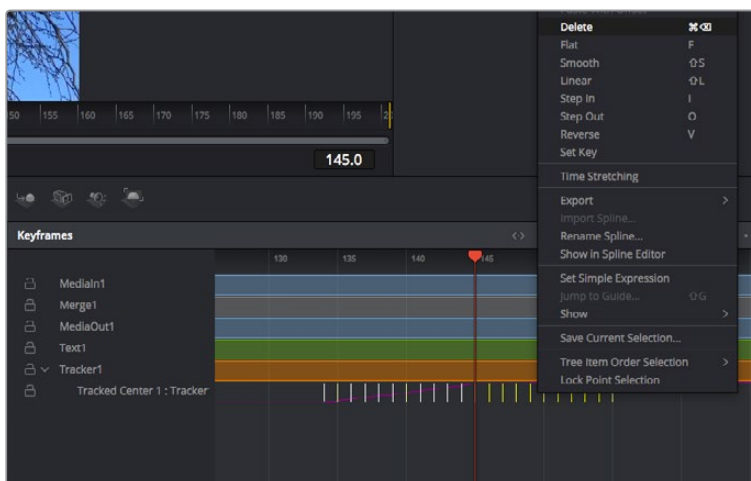 Delete ⌘⌫
Flat F
Smooth ⇧S
Linear ⇧L
Step In I
Step Out O
Reverse V
Set Key
Time Stretching
Export >
Import Spline...
Rename Spline...
Show in Spline Editor
Set Simple Expression
Jump to Guide... ⇧G
Show >
Save Current Selection...
Tree Item Order Selection >
Lock Point Selection
155 160 165 170 175 180 185 190 195
145.0
Keyframes <>
130 135 140 145
MediaIn1
Merge1
MediaOut1
Text1
Tracker1
Tracked Center 1 : Tracker